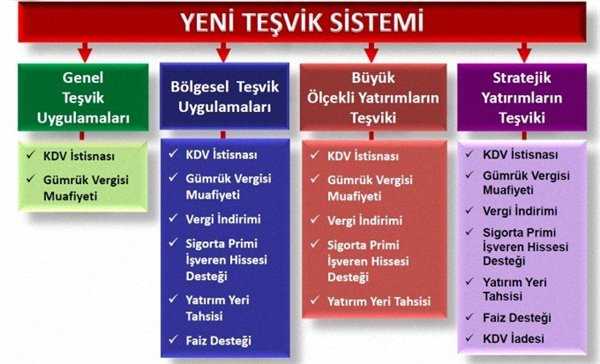 YENİ TEŞVİK SİSTEMİ
Genel
Teşvik
Uygulamaları
✓ KDV İstisnası
✓ Gümrük Vergisi
Muafiyeti
Bölgesel Teşvik
Uygulamaları
✓ KDV İstisnası
✓ Gümrük Vergisi
Muafiyeti
✓ Vergi İndirimi
✓ Sigorta Primi
İşveren Hissesi
Desteği
✓ Yatırım Yeri
Tahsisi
✓ Faiz Desteği
Büyük
Ölçekli Yatırımların
Teşviki
✓ KDV İstisnası
✓ Gümrük Vergisi
Muafiyeti
✓ Vergi İndirimi
✓ Sigorta Primi
İşveren Hissesi
Desteği
✓ Yatırım Yeri Tahsisi
Stratejik
Yatırımların
Teşviki
✓ KDV İstisnası
✓ Gümrük Vergisi
Muafiyeti
✓ Vergi İndirimi
✓ Sigorta Primi
İşveren Hissesi
Desteği
✓ Yatırım Yeri
Tahsisi
✓ Faiz Desteği
✓ KDV İadesi